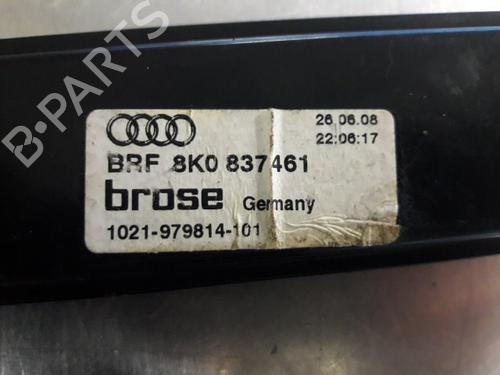 26.06.08
22:06:17
BRF 8K0 837461
brose Germany
1021-979814-101
B-PARTS